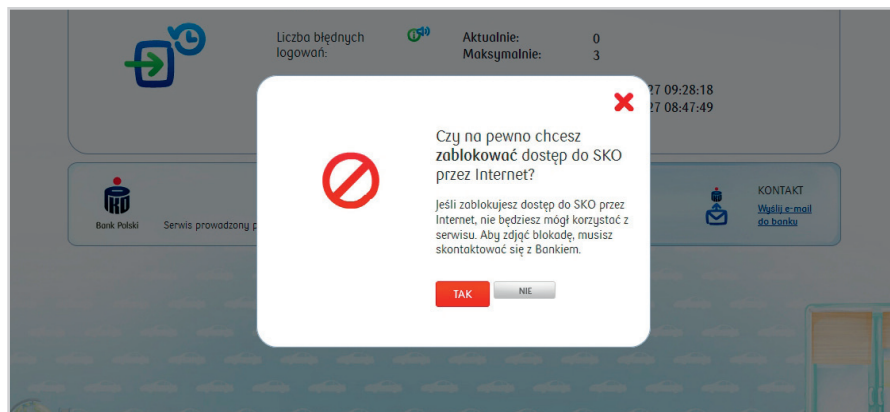 Liczba błędnych
logowań:
Aktualnie: 0
Maksymalnie: 3
27 09:28:18
27 08:47:49
Czy na pewno chcesz
zablokować dostęp do SKO
przez Internet?
Jeśli zablokujesz dostęp do SKO przez
Internet, nie będziesz mógł korzystać z
serwisu. Aby zdjąć blokadę, musisz
skontaktować się z Bankiem.
TAK
NIE
Bank Polski
Serwis prowadzony p
KONTAKT
Wyślij e-mail
do banku